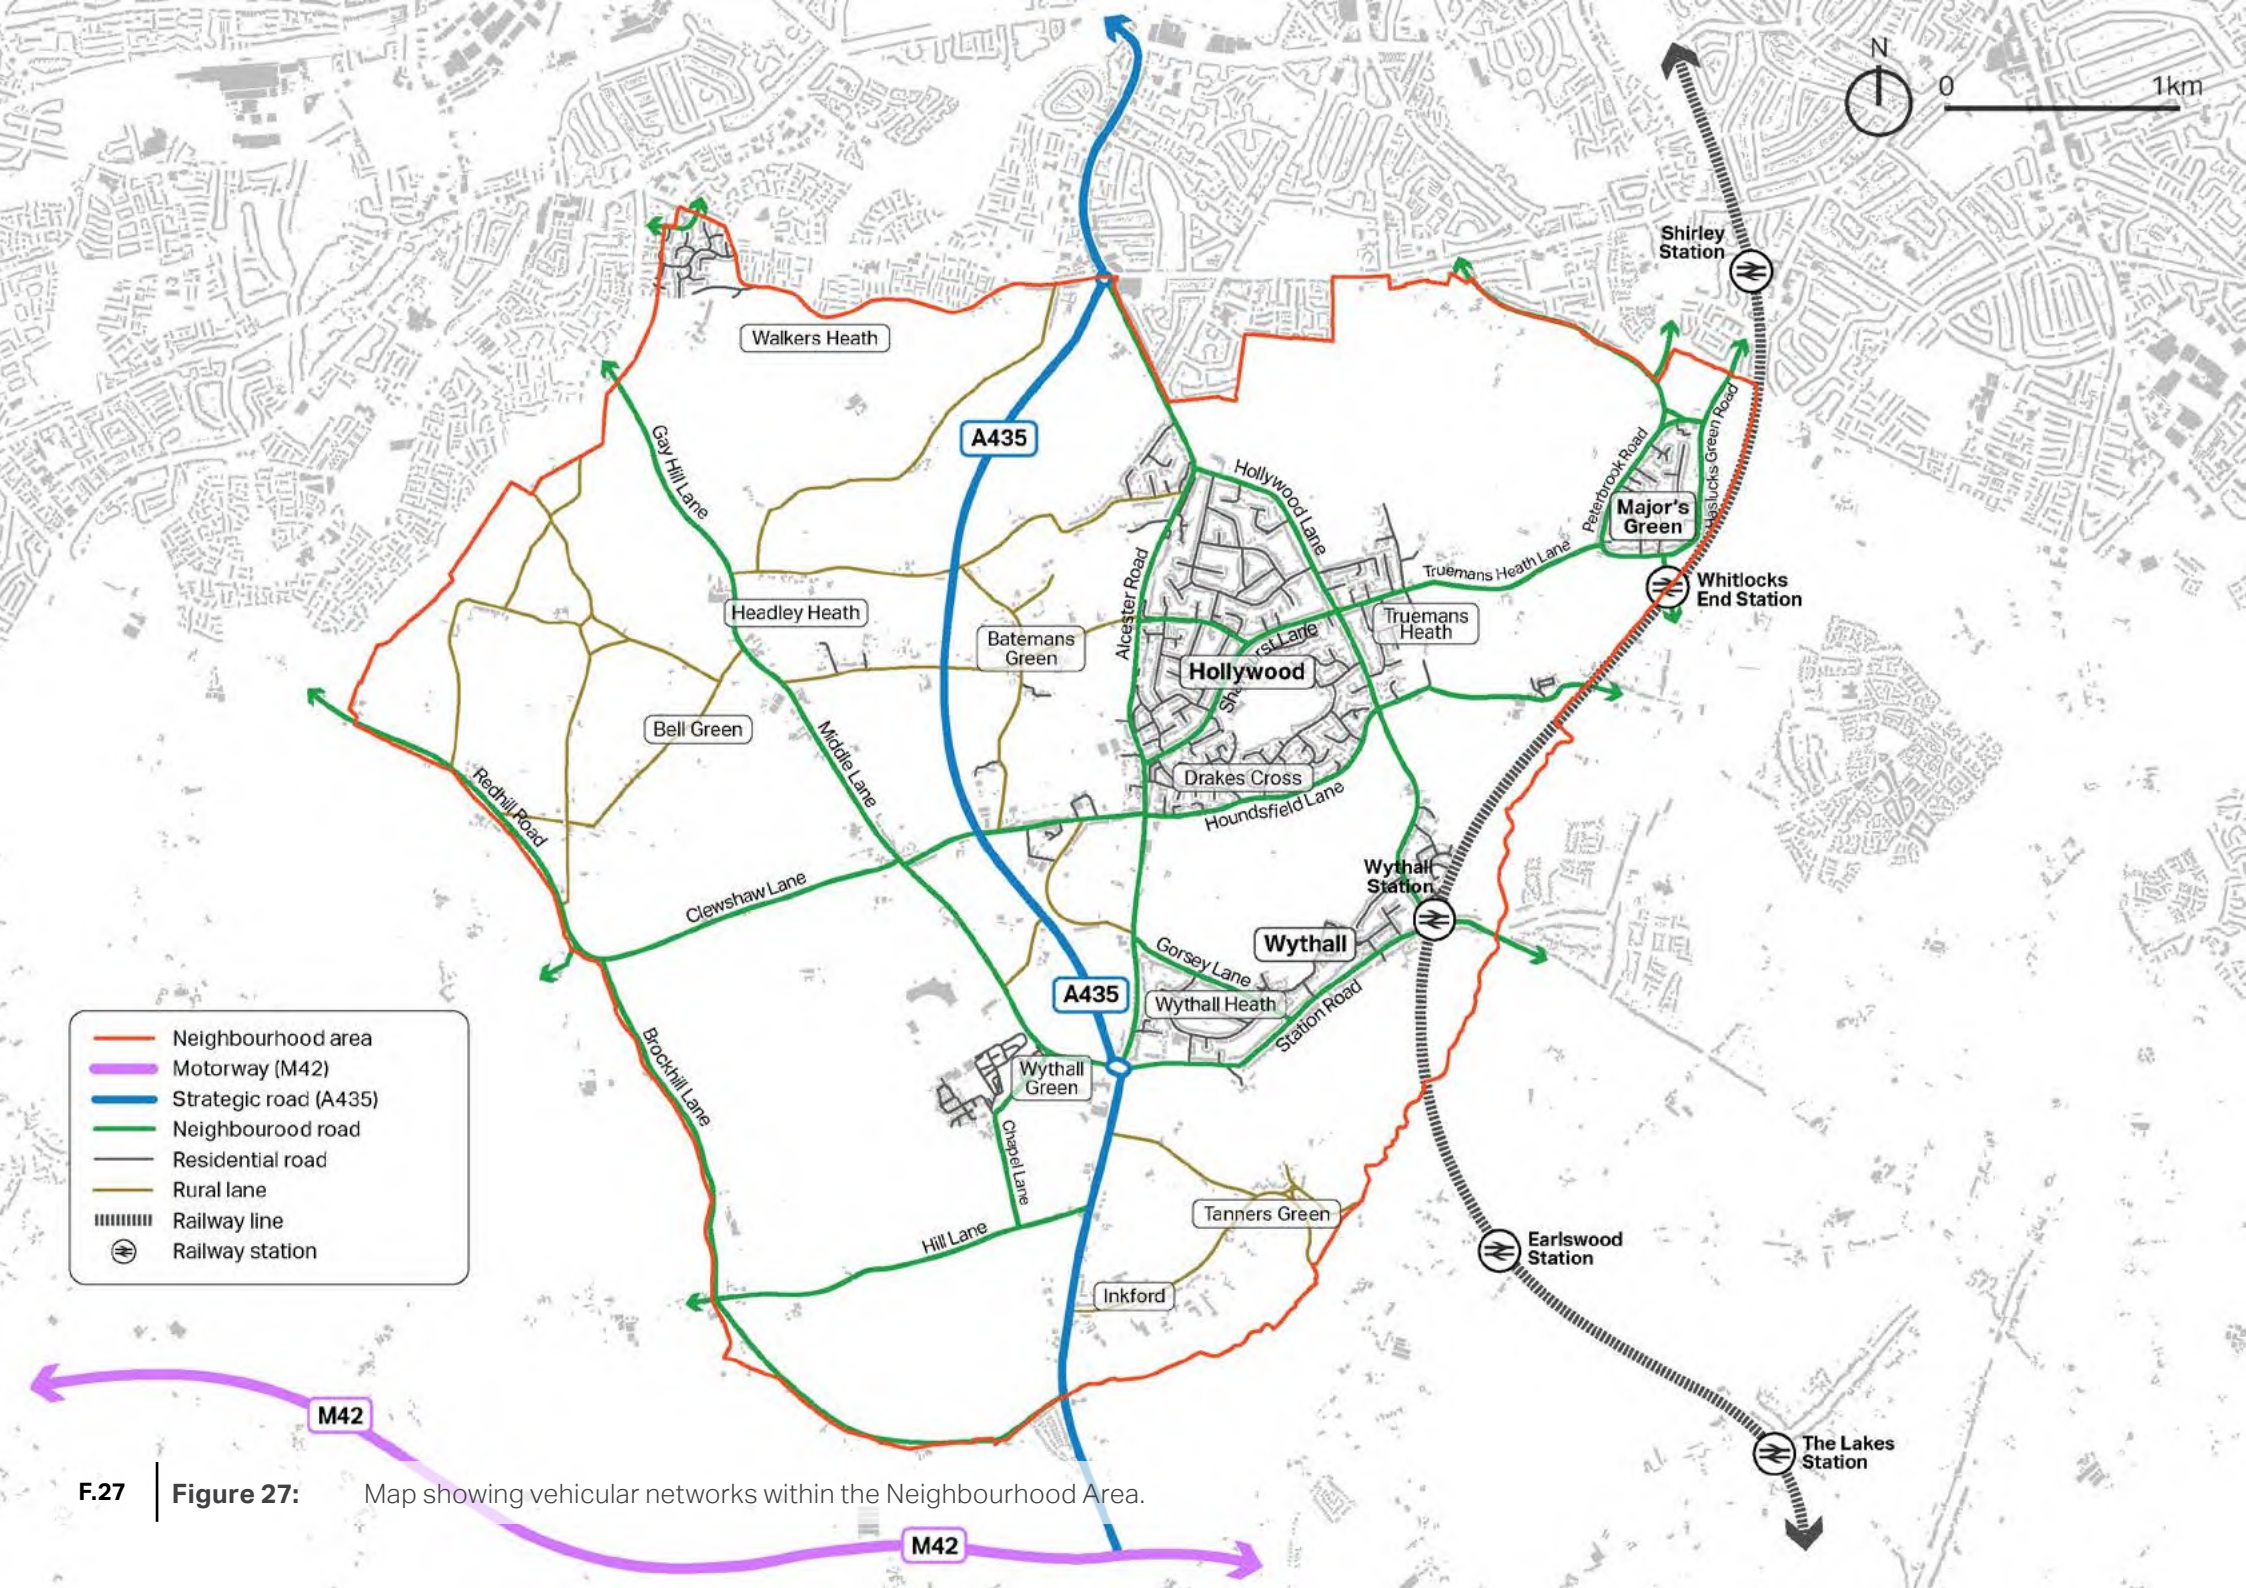 N
0 1km
Shirley
Station
Walkers Heath
A435
Gay Hill Lane
Hollywood Lane
Peterbrook Road
Haslucks Green Road
Major's
Green
Alcester Road
Truemans Heath Lane
Whitlocks
End Station
Headley Heath
Batemans
Green
Truemans
Heath
Hollywood
Bell Green
Middle Lane
Redhill Road
Drakes Cross
Houndsfield Lane
Clewshaw Lane
Wythall
Station
Wythall
Gorsey Lane
A435
Wythall Heath
Station Road
Brockhill Lane
Wythall
Green
Chapel Lane
Tanners Green
Hill Lane
Earlswood
Station
Inkford
Neighbourhood area
Motorway (M42)
Strategic road (A435)
Neighbourood road
Residential road
Rural lane
Railway line
Railway station
M42
The Lakes
Station
F.27 Figure 27: Map showing vehicular networks within the Neighbourhood Area.
M42